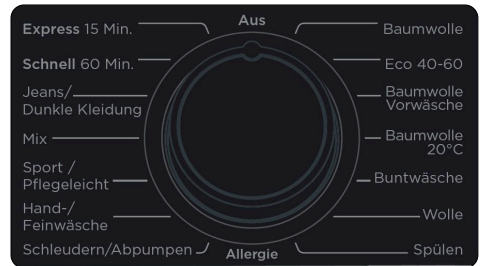 Aus
Express 15 Min.
Schnell 60 Min.
Jeans/
Dunkle Kleidung
Mix
Sport /
Pflegeleicht
Hand-/
Feinwäsche
Schleudern/Abpumpen
Baumwolle
Eco 40-60
Baumwolle
Vorwäsche
Baumwolle
20°C
Buntwäsche
Wolle
Spülen
Allergie